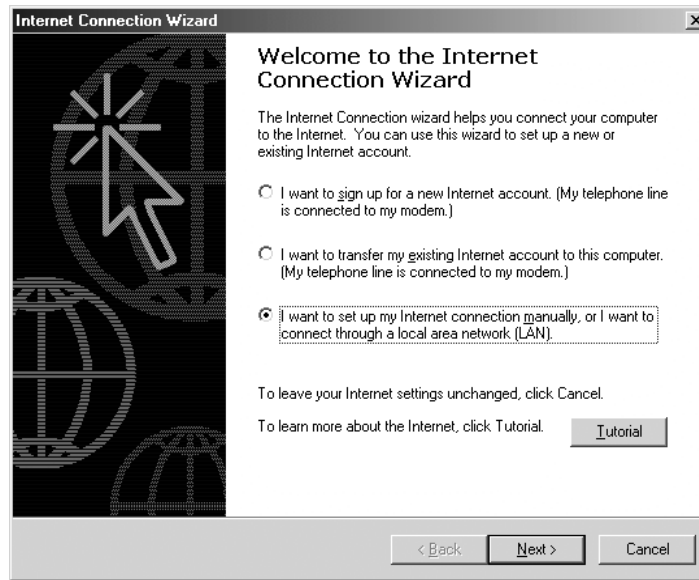 Internet Connection Wizard
Welcome to the Internet
Connection Wizard
The Internet Connection wizard helps you connect your computer
to the Internet. You can use this wizard to set up a new or
existing Internet account.
I want to sign up for a new Internet account. (My telephone line
is connected to my modem.)
I want to transfer my existing Internet account to this computer.
(My telephone line is connected to my modem.)
I want to set up my Internet connection manually, or I want to
connect through a local area network (LAN).
To leave your Internet settings unchanged, click Cancel.
To learn more about the Internet, click Tutorial.
Tutorial
< Back
Next >
Cancel